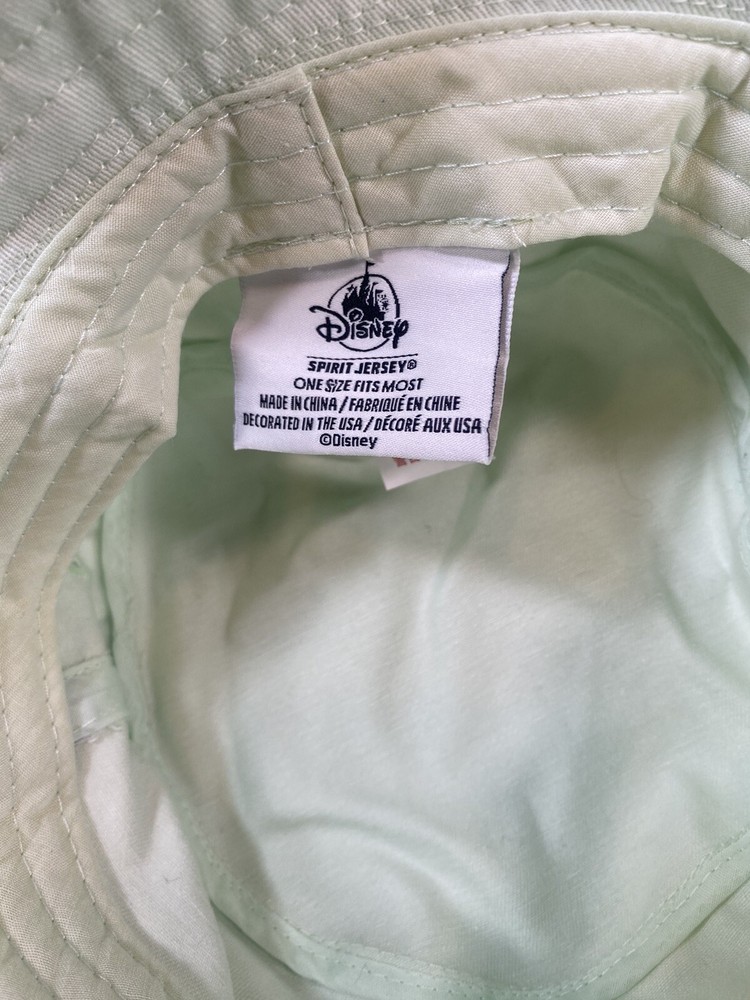 Disney
SPIRIT JERSEY®
ONE SIZE FITS MOST
MADE IN CHINA / FABRIQUÉ EN CHINE
DECORATED IN THE USA / DÉCORÉ AUX USA
©Disney